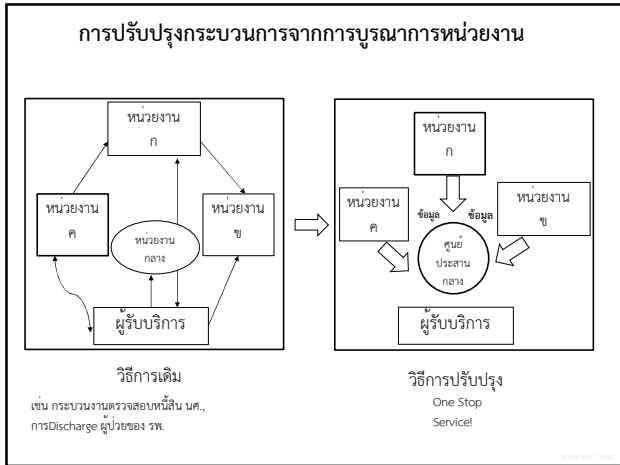 การปรับปรุงกระบวนการจากการบูรณาการหน่วยงาน
หน่วยงาน
ก
หน่วยงาน
ค
หน่วยงาน
ข
หน่วยงาน
กลาง
ผู้รับบริการ
วิธีการเดิม
เช่น กระบวนงานตรวจสอบหนี้สิน นศ.,
การDischarge ผู้ป่วยของ รพ.
หน่วยงาน
ก
หน่วยงาน
ค
ข้อมูล
ข้อมูล
หน่วยงาน
ข
ศูนย์
ประสาน
กลาง
ผู้รับบริการ
วิธีการปรับปรุง
One Stop
Service!
YOUR SITE HERE